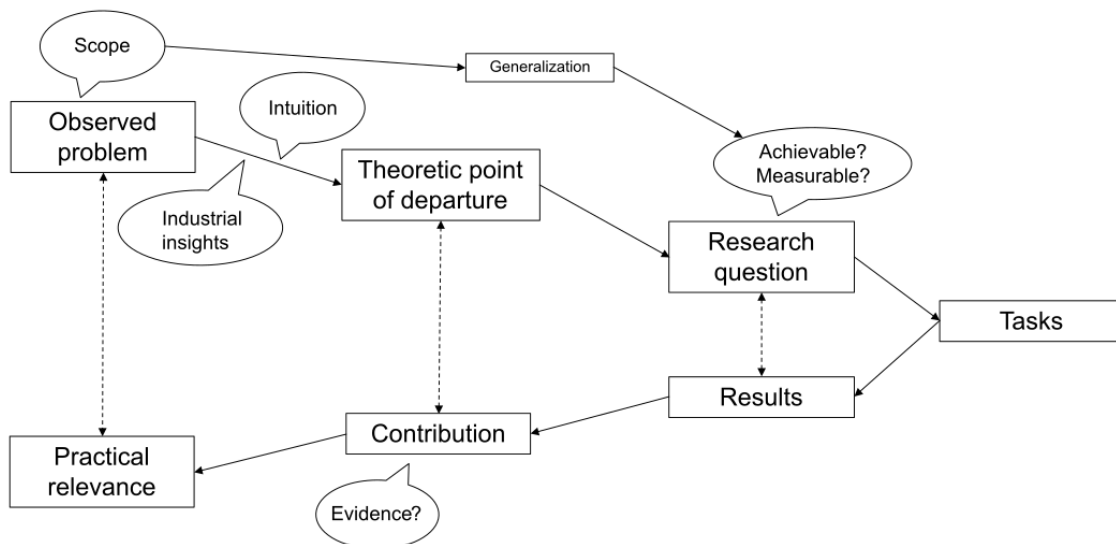 Scope
Generalization
Intuition
Observed
problem
Achievable?
Measurable?
Theoretic point
of departure
Industrial
insights
Research
question
Tasks
Results
Contribution
Practical
relevance
Evidence?